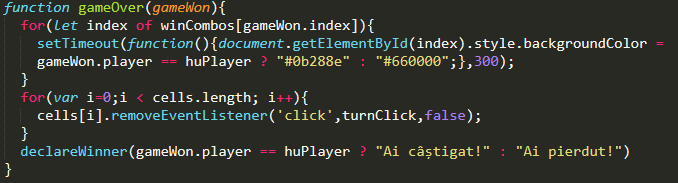 function gameOver(gameWon){
for(let index of winCombos[gameWon.index]){
setTimeout(function(){document.getElementById(index).style.backgroundColor =
gameWon.player == huPlayer ? "#0b288e" : "#660000";},300);
}
for(var i=0;i < cells.length; i++){
cells[i].removeEventListener('click',turnClick,false);
}
declareWinner(gameWon.player == huPlayer ? "Ai câștigat!" : "Ai pierdut!")
}